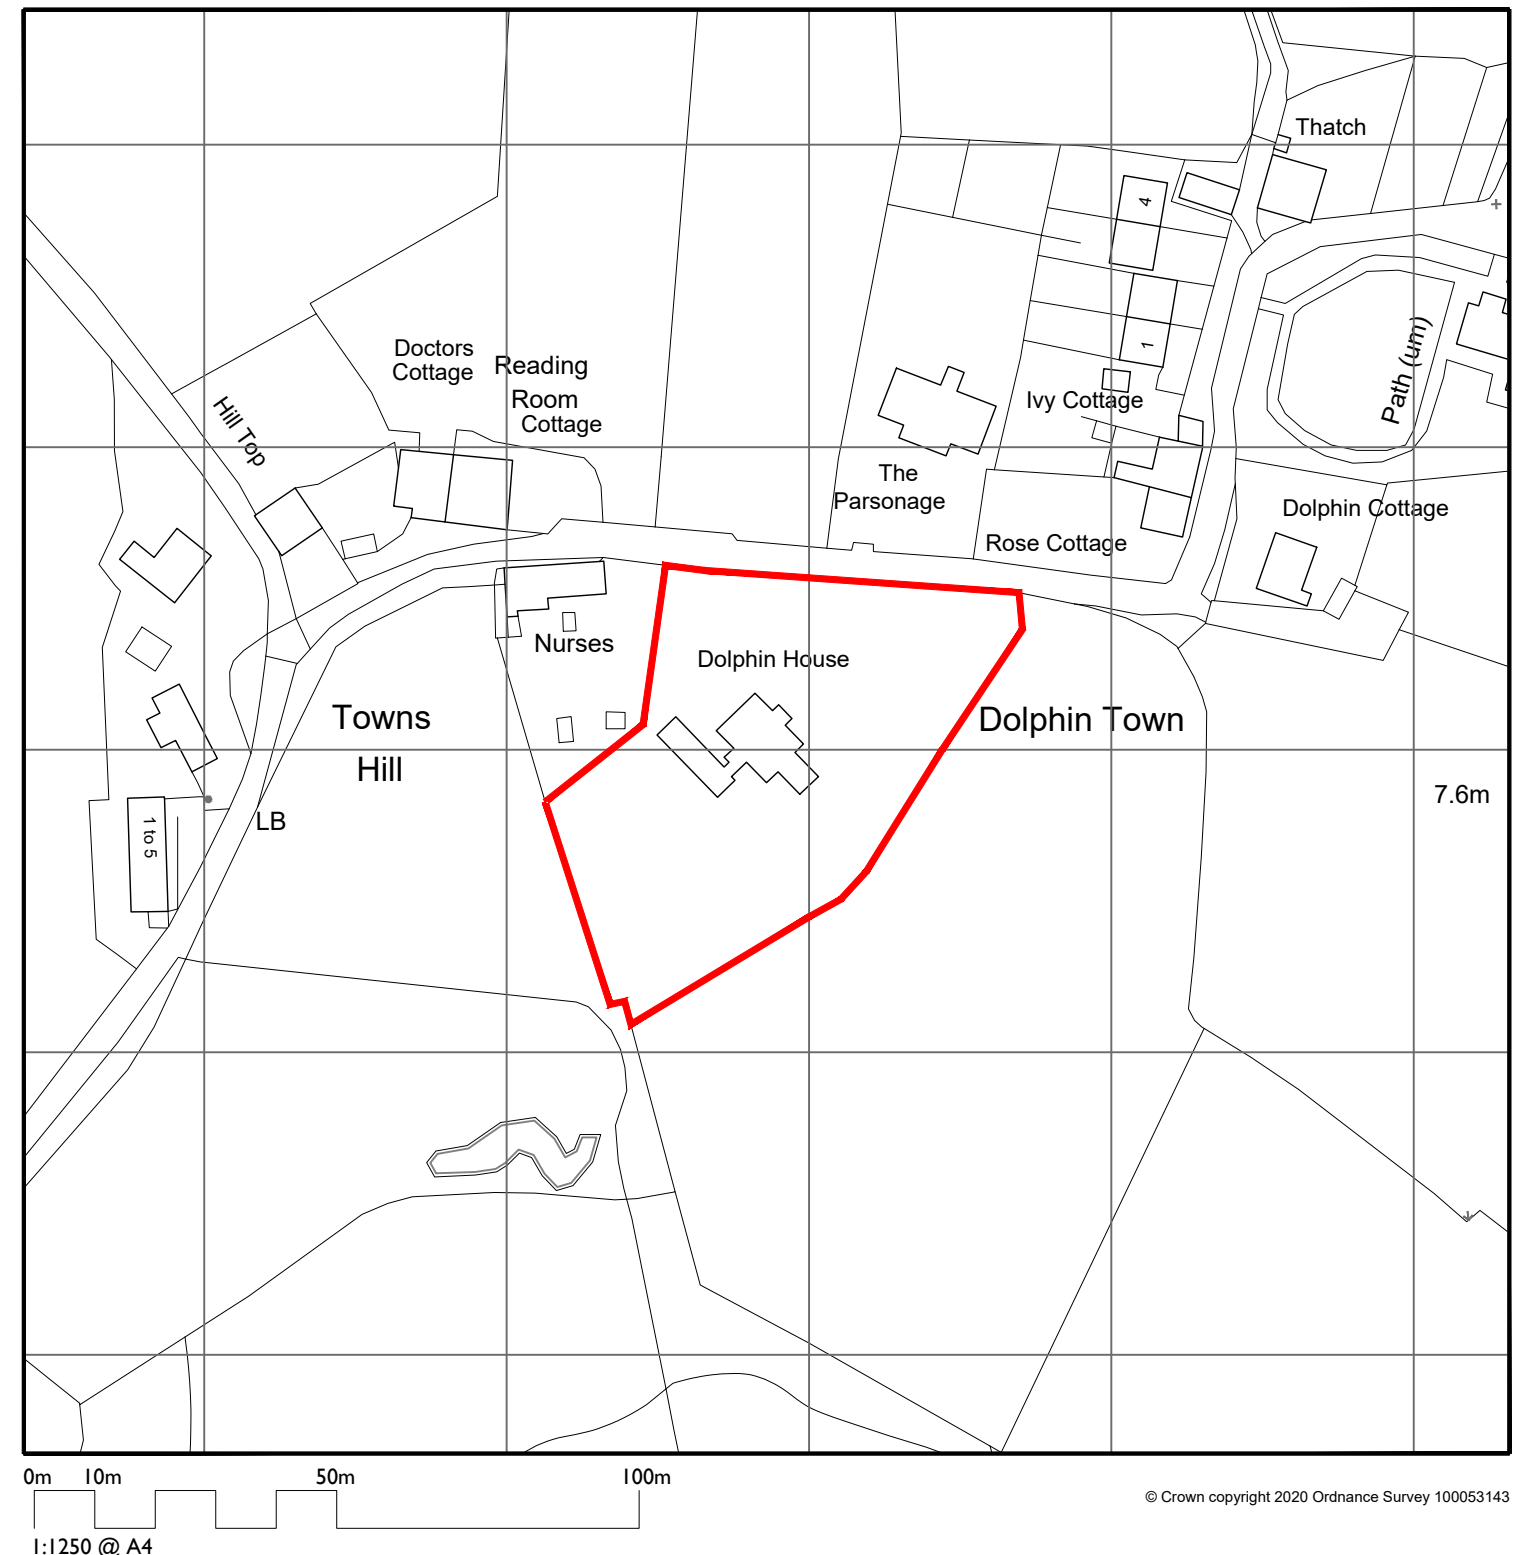 Thatch
4
1
Path (um)
Doctors
Cottage
Reading
Room
Cottage
Hill Top
Ivy Cottage
The
Parsonage
Rose Cottage
Dolphin Cottage
Nurses
Dolphin House
Towns
Hill
Dolphin Town
7.6m
LB
1 to 5
0m 10m 50m 100m
1:1250 @ A4
© Crown copyright 2020 Ordnance Survey 100053143